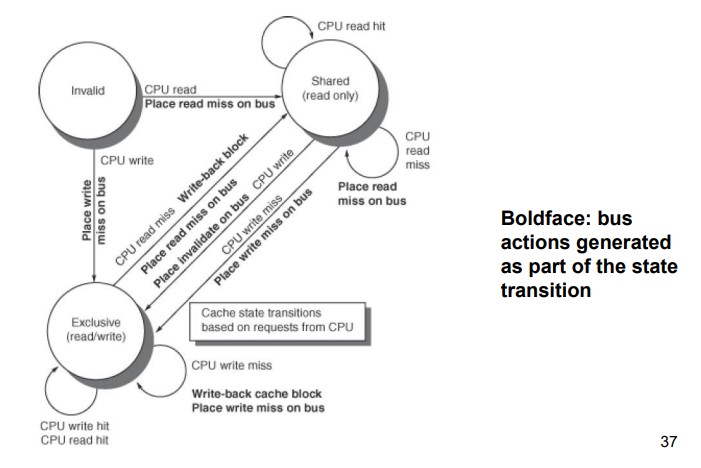 CPU read hit
Invalid
Shared
(read only)
CPU read
Place read miss on bus
CPU write
Place write
miss on bus
CPU
read
miss
Place read
miss on bus
CPU read miss Write-back block
Place read miss on bus
Place invalidate on bus CPU write
CPU write miss
Place write miss on bus
Boldface: bus
actions generated
as part of the state
transition
Exclusive
(read/write)
Cache state transitions
based on requests from CPU
CPU write miss
Write-back cache block
Place write miss on bus
CPU write hit
CPU read hit
37